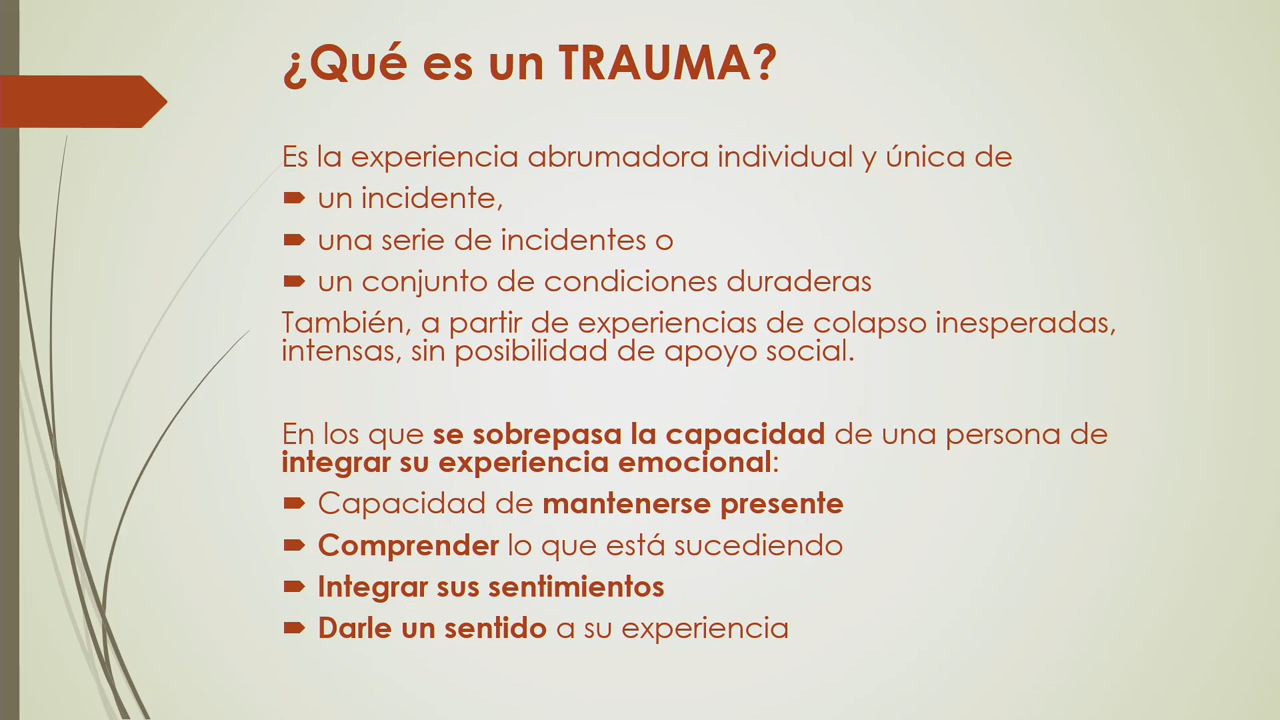 ¿Qué es un TRAUMA?
Es la experiencia abrumadora individual y única de
un incidente,
una serie de incidentes o
un conjunto de condiciones duraderas
También, a partir de experiencias de colapso inesperadas,
intensas, sin posibilidad de apoyo social.
En los que se sobrepasa la capacidad de una persona de
integrar su experiencia emocional:
Capacidad de mantenerse presente
Comprender lo que está sucediendo
Integrar sus sentimientos
Darle un sentido a su experiencia